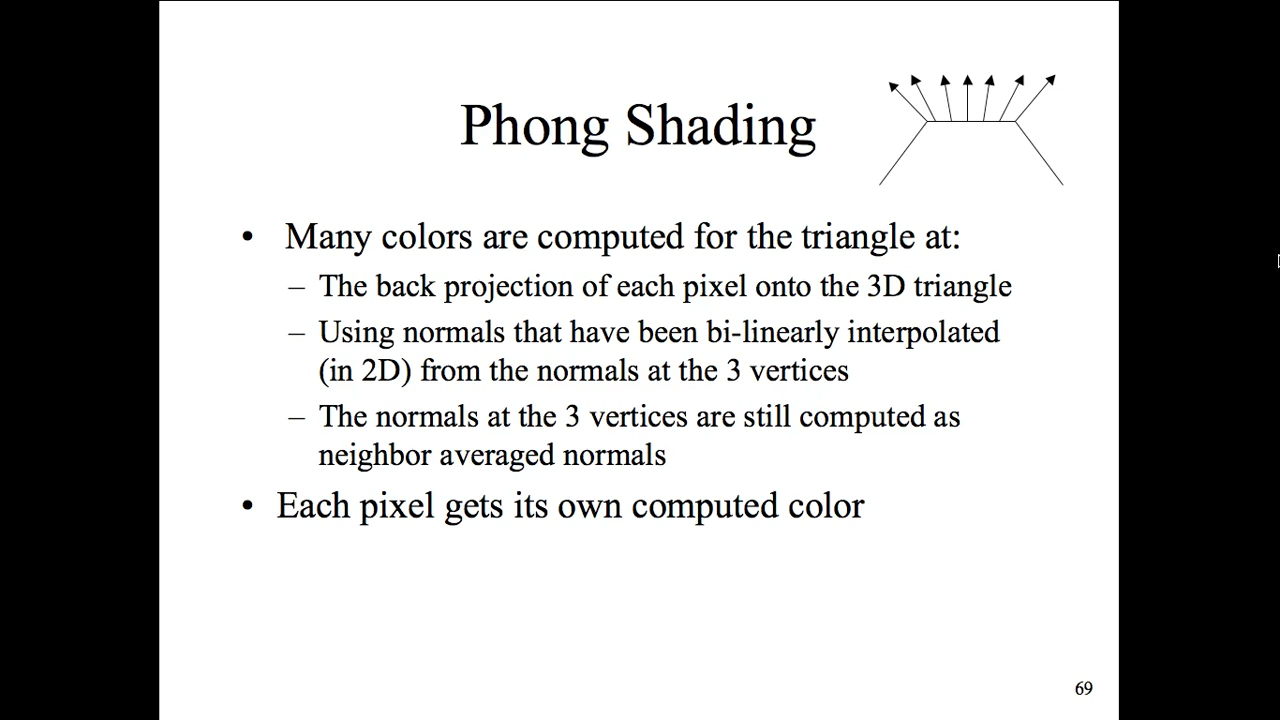 Phong Shading
• Many colors are computed for the triangle at:
– The back projection of each pixel onto the 3D triangle
– Using normals that have been bi-linearly interpolated
(in 2D) from the normals at the 3 vertices
– The normals at the 3 vertices are still computed as
neighbor averaged normals
• Each pixel gets its own computed color
69